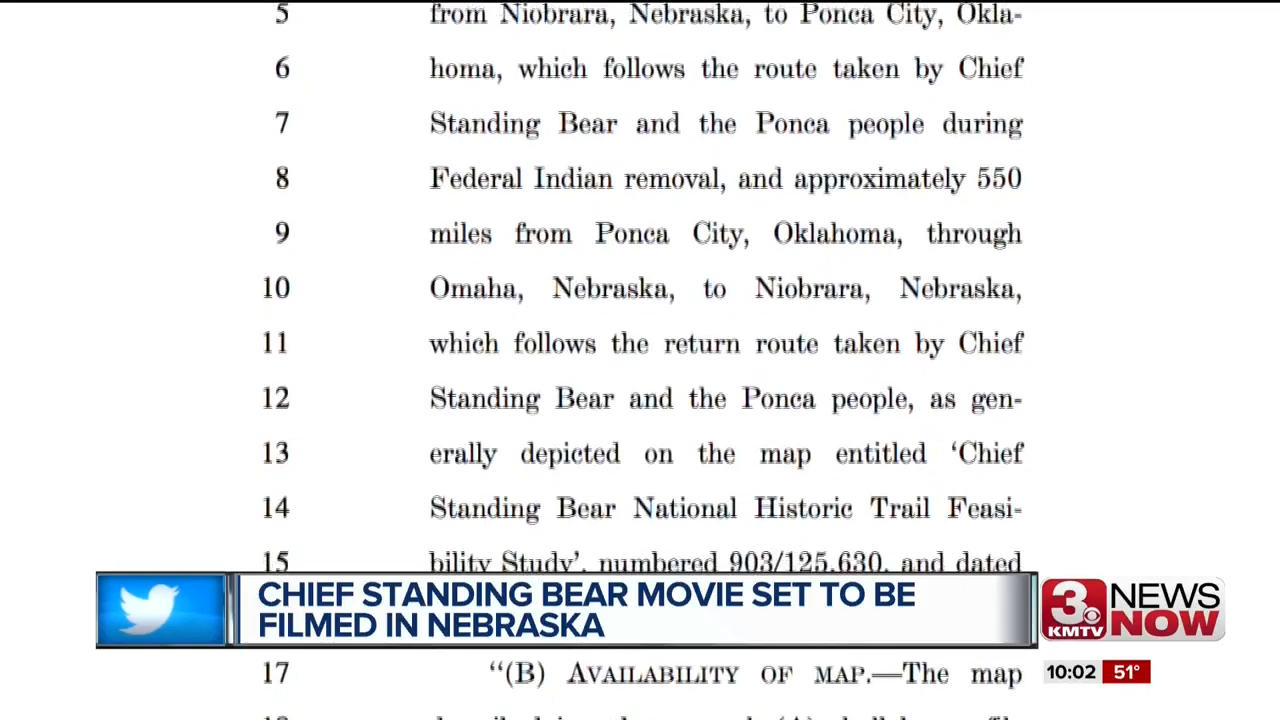 5 from Niobrara, Nebraska, to Ponca City, Okla-
6 homa, which follows the route taken by Chief
7 Standing Bear and the Ponca people during
8 Federal Indian removal, and approximately 550
9 miles from Ponca City, Oklahoma, through
10 Omaha, Nebraska, to Niobrara, Nebraska,
11 which follows the return route taken by Chief
12 Standing Bear and the Ponca people, as gen-
13 erally depicted on the map entitled ‘Chief
14 Standing Bear National Historic Trail Feasi-
15 bility Study’, numbered 903/125,630, and dated
CHIEF STANDING BEAR MOVIE SET TO BE
FILMED IN NEBRASKA
3 KMTV NEWS NOW
17 “(B) AVAILABILITY OF MAP.—The map
10:02 51°